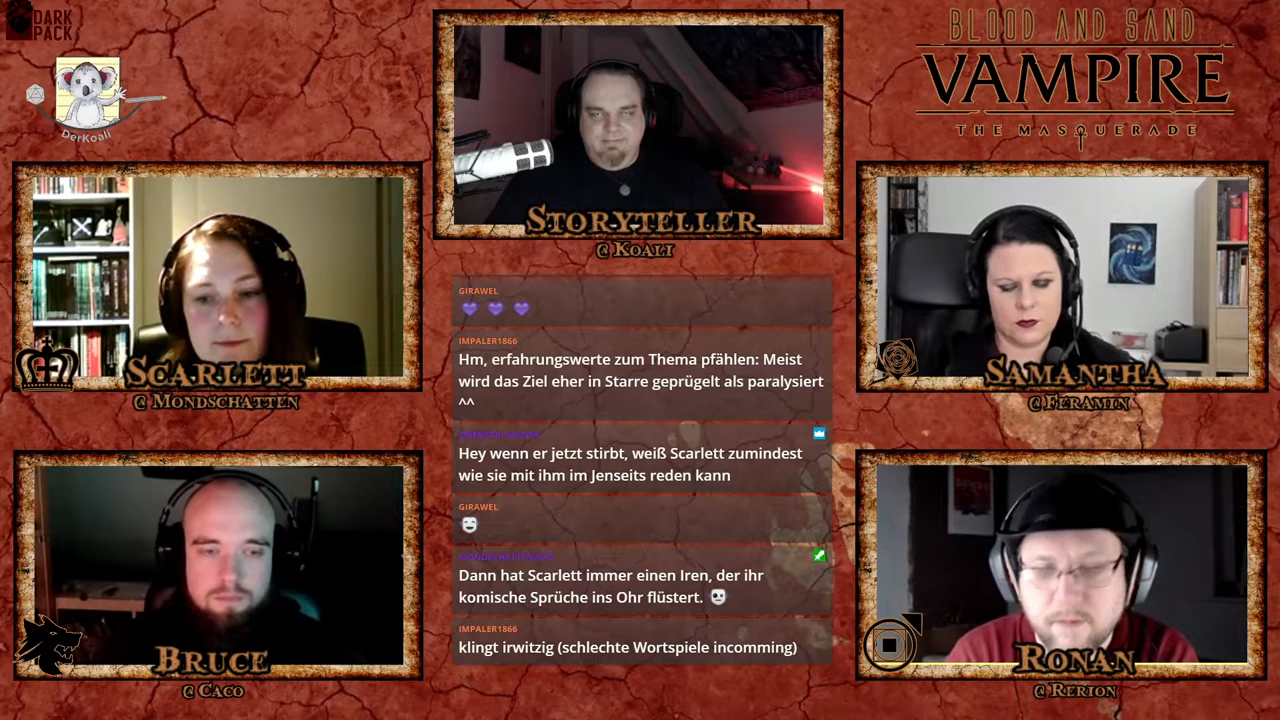 DARK
PACK
DerKoali
BLOOD AND SAND
VAMPIRE
THE MASQUERADE
STORYTELLER
@ KOALI
SCARLETT
@ MONDSCHATTEN
SAMANTHA
@ FERAMIN
GIRAWEL
IMPALER1866
Hm, erfahrungswerte zum Thema pfählen: Meist
wird das Ziel eher in Starre geprügelt als paralysiert
^^
Hey wenn er jetzt stirbt, weiß Scarlett zumindest
wie sie mit ihm im Jenseits reden kann
GIRAWEL
Dann hat Scarlett immer einen Iren, der ihr
komische Sprüche ins Ohr flüstert.
IMPALER1866
klingt irwitzig (schlechte Wortspiele incomming)
BRUCE
@ CACO
RONAN
@ RERION